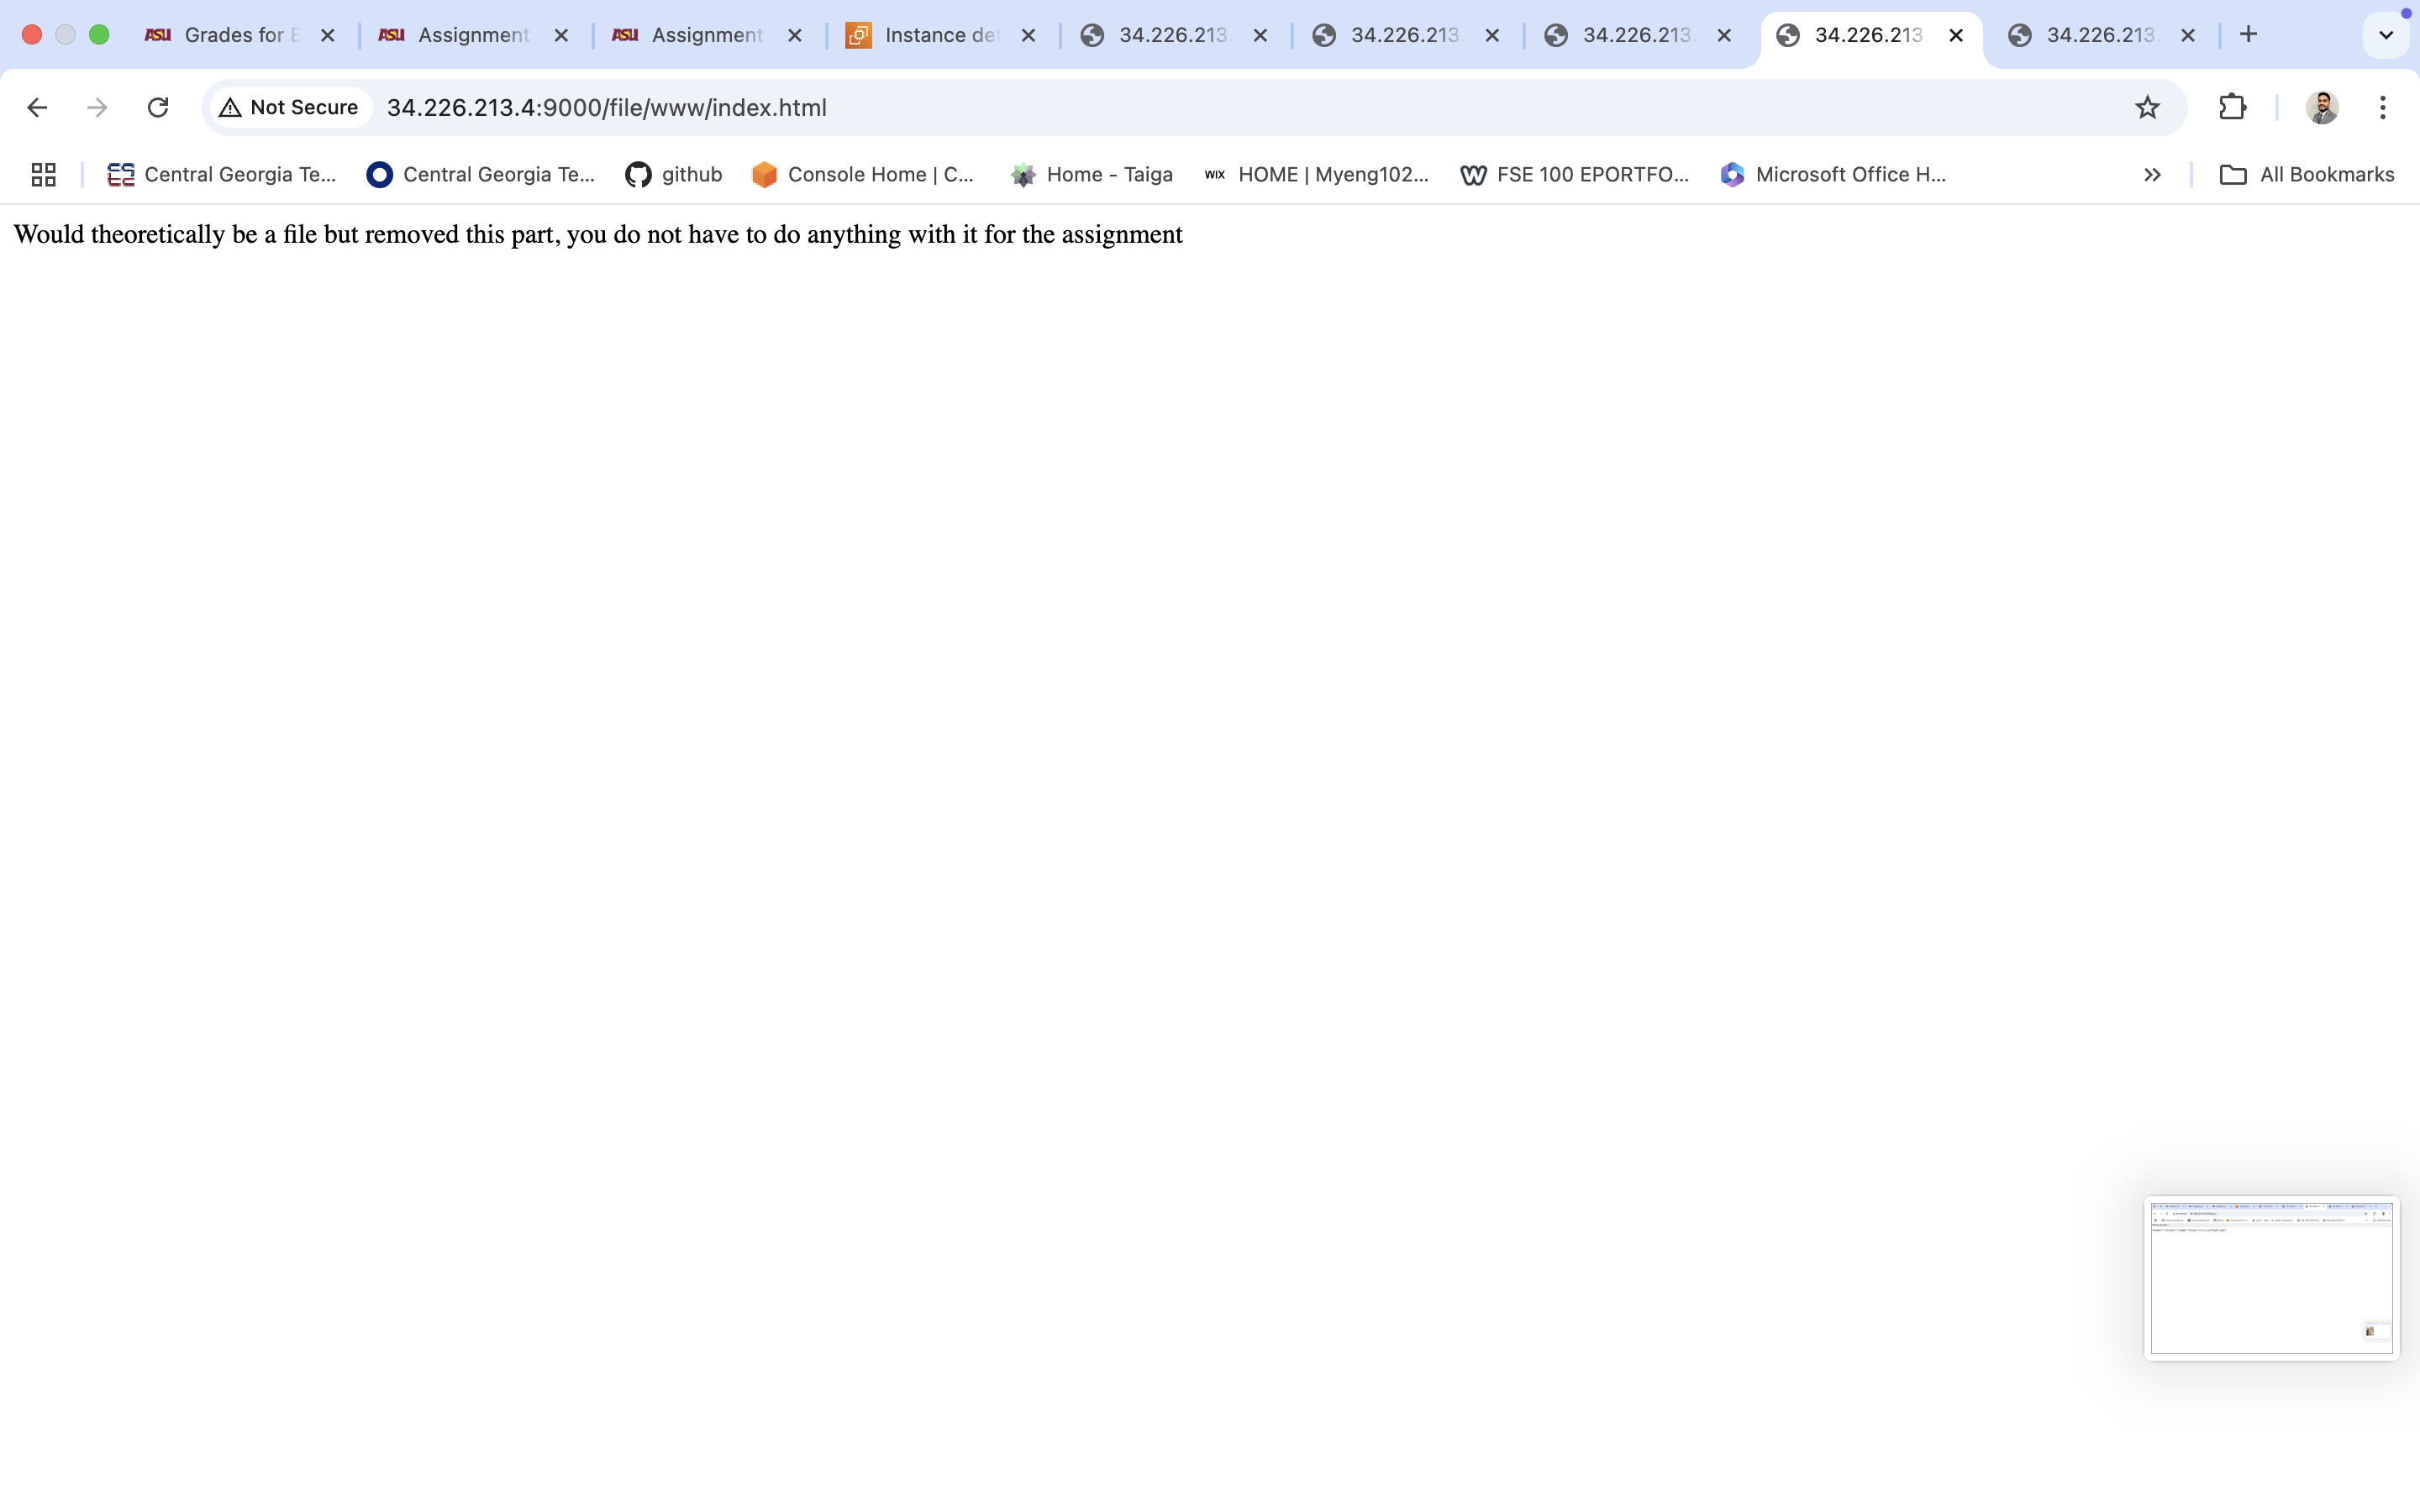 ASU Grades for E
ASU Assignment
ASU Assignment
Instance det
34.226.213
34.226.213
34.226.213
34.226.213
34.226.213
Not Secure 34.226.213.4:9000/file/www/index.html
Central Georgia Te...
Central Georgia Te...
github
Console Home | C...
Home - Taiga
WIX HOME | Myeng102...
FSE 100 EPORTFO...
Microsoft Office H...
All Bookmarks
Would theoretically be a file but removed this part, you do not have to do anything with it for the assignment